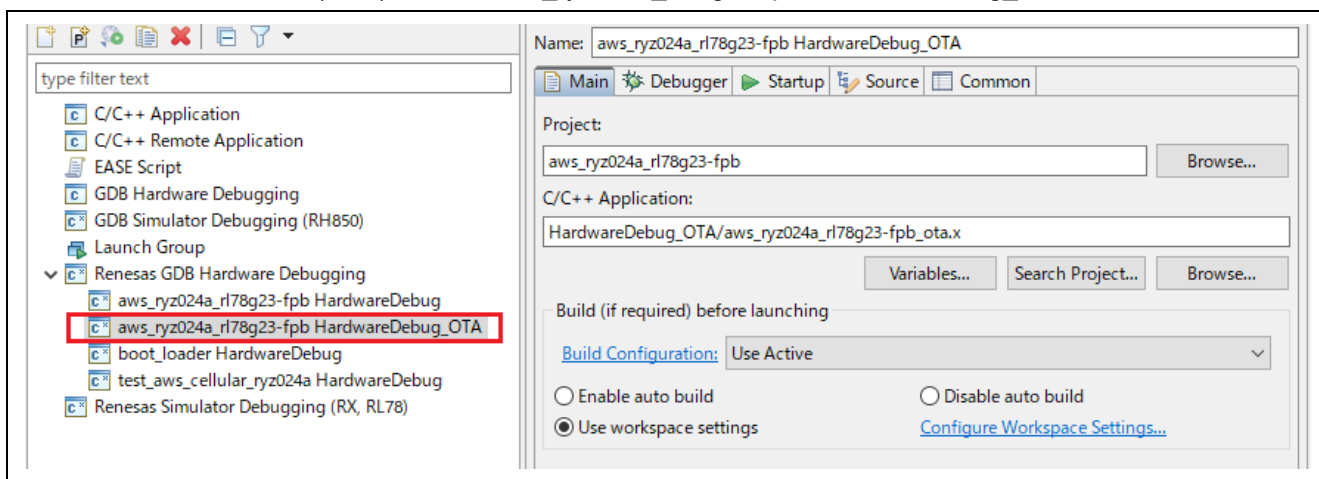 type filter text
C/C++ Application
C/C++ Remote Application
EASE Script
GDB Hardware Debugging
GDB Simulator Debugging (RH850)
Launch Group
Renesas GDB Hardware Debugging
aws_ryz024a_rl78g23-fpb HardwareDebug
aws_ryz024a_rl78g23-fpb HardwareDebug_OTA
boot_loader HardwareDebug
test_aws_cellular_ryz024a HardwareDebug
Renesas Simulator Debugging (RX, RL78)
Name: aws_ryz024a_rl78g23-fpb HardwareDebug_OTA
Main Debugger Startup Source Common
Project:
aws_ryz024a_rl78g23-fpb Browse...
C/C++ Application:
HardwareDebug_OTA/aws_ryz024a_rl78g23-fpb_ota.x
Variables... Search Project... Browse...
Build (if required) before launching
Build Configuration: Use Active
Enable auto build Disable auto build
Use workspace settings Configure Workspace Settings...